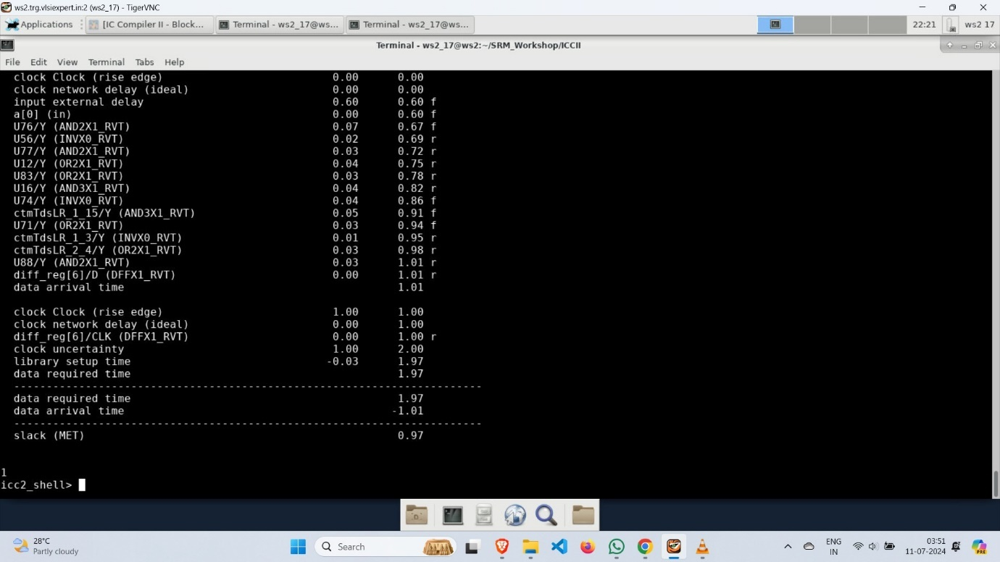 ws2.trg.vlsiexpert.in:2 (ws2_17) - TigerVNC
Applications
[IC Compiler II - Block...
Terminal - ws2_17@ws...
Terminal - ws2_17@ws...
22:21
ws2 17
Terminal - ws2_17@ws2:~/SRM_Workshop/ICCII
File Edit View Terminal Tabs Help
clock Clock (rise edge) 0.00 0.00
clock network delay (ideal) 0.00 0.00
input external delay 0.60 0.60 f
a[0] (in) 0.00 0.60 f
U76/Y (AND2X1_RVT) 0.07 0.67 f
U56/Y (INVX0_RVT) 0.02 0.69 r
U77/Y (AND2X1_RVT) 0.03 0.72 r
U12/Y (OR2X1_RVT) 0.04 0.75 r
U83/Y (OR2X1_RVT) 0.03 0.78 r
U16/Y (AND3X1_RVT) 0.04 0.82 r
U74/Y (INVX0_RVT) 0.04 0.86 f
ctmTdsLR_1_15/Y (AND3X1_RVT) 0.05 0.91 f
U71/Y (OR2X1_RVT) 0.03 0.94 f
ctmTdsLR_1_3/Y (INVX0_RVT) 0.01 0.95 r
ctmTdsLR_2_4/Y (OR2X1_RVT) 0.03 0.98 r
U88/Y (AND2X1_RVT) 0.03 1.01 r
diff_reg[6]/D (DFFX1_RVT) 0.00 1.01 r
data arrival time 1.01
clock Clock (rise edge) 1.00 1.00
clock network delay (ideal) 0.00 1.00
diff_reg[6]/CLK (DFFX1_RVT) 0.00 1.00 r
clock uncertainty 1.00 2.00
library setup time -0.03 1.97
data required time 1.97
------------------------------------------------------------------------
data required time 1.97
data arrival time -1.01
------------------------------------------------------------------------
slack (MET) 0.97
1
icc2_shell>
28°C
Partly cloudy
Search
ENG
IN
03:51
11-07-2024
PRE